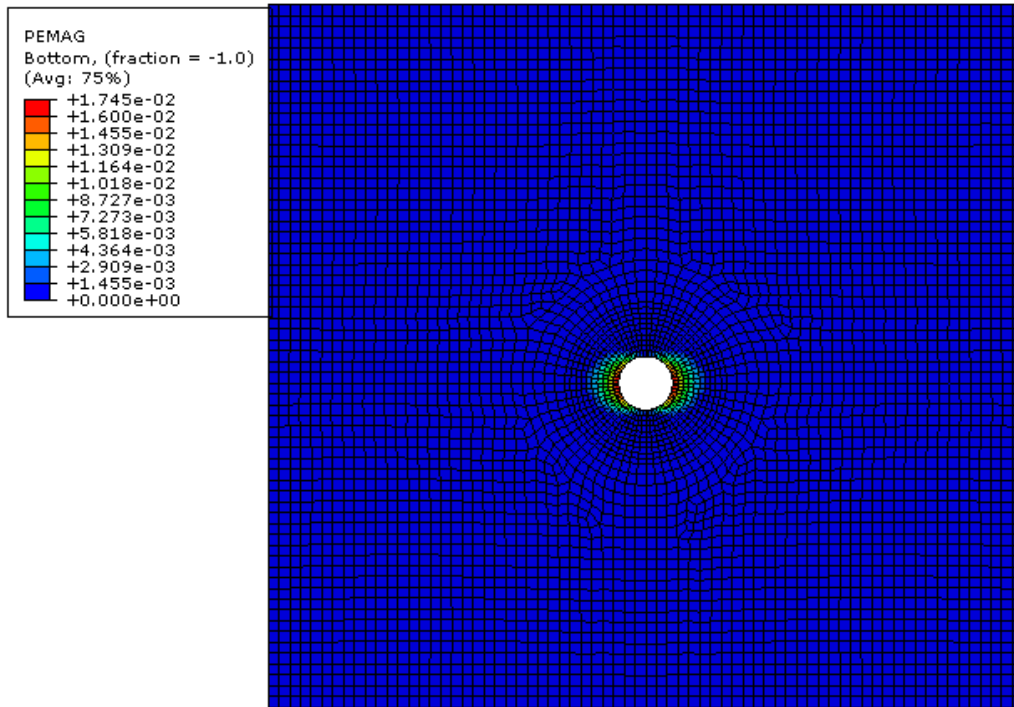 PEMAG
Bottom, (fraction = -1.0)
(Avg: 75%)
+1.745e-02
+1.600e-02
+1.455e-02
+1.309e-02
+1.164e-02
+1.018e-02
+8.727e-03
+7.273e-03
+5.818e-03
+4.364e-03
+2.909e-03
+1.455e-03
+0.000e+00